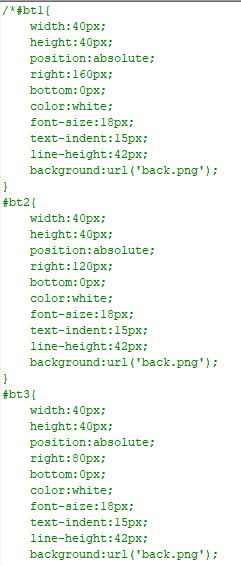 /*#bt1{
    width:40px;
    height:40px;
    position:absolute;
    right:160px;
    bottom:0px;
    color:white;
    font-size:18px;
    text-indent:15px;
    line-height:42px;
    background:url('back.png');
}
#bt2{
    width:40px;
    height:40px;
    position:absolute;
    right:120px;
    bottom:0px;
    color:white;
    font-size:18px;
    text-indent:15px;
    line-height:42px;
    background:url('back.png');
}
#bt3{
    width:40px;
    height:40px;
    position:absolute;
    right:80px;
    bottom:0px;
    color:white;
    font-size:18px;
    text-indent:15px;
    line-height:42px;
    background:url('back.png');